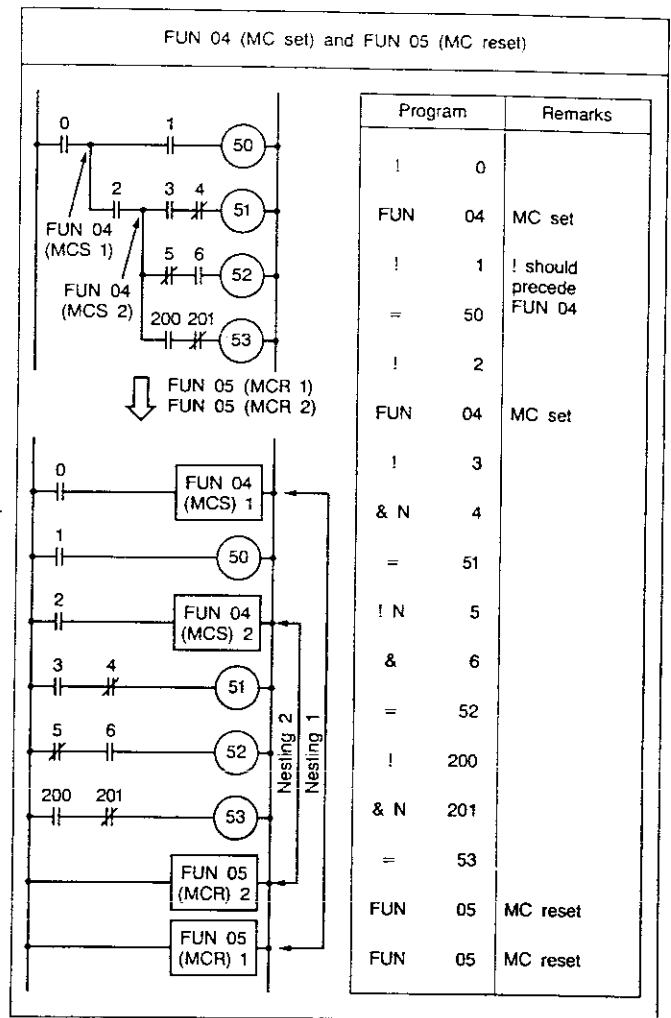 FUN 04 (MC set) and FUN 05 (MC reset)
0 1 50
2 3 4 51
FUN 04
(MCS 1)
5 6 52
FUN 04
(MCS 2)
200 201 53
FUN 05 (MCR 1)
FUN 05 (MCR 2)
0 FUN 04
(MCS) 1
1 50
2 FUN 04
(MCS) 2
3 4 51
5 6 52
200 201 53
Nesting 2
Nesting 1
FUN 05
(MCR) 2
FUN 05
(MCR) 1
Program Remarks
! 0
FUN 04 MC set
! 1 ! should
precede
= 50 FUN 04
! 2
FUN 04 MC set
! 3
& N 4
= 51
! N 5
& 6
= 52
! 200
& N 201
= 53
FUN 05 MC reset
FUN 05 MC reset